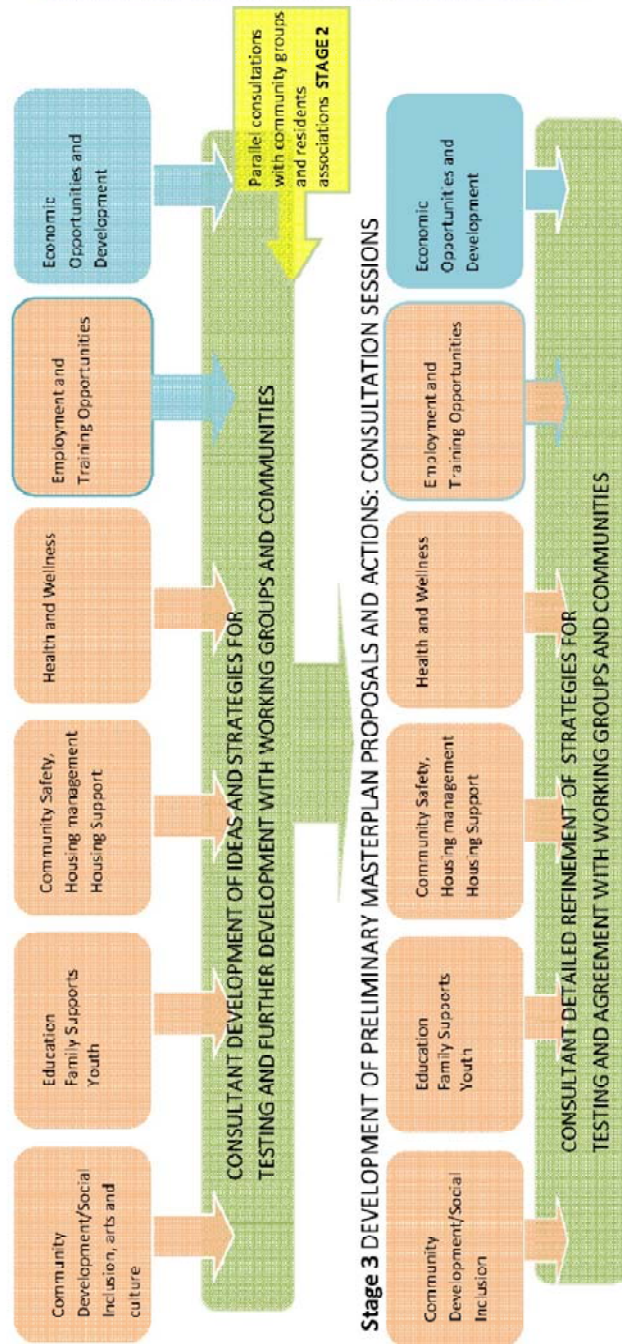 Community
Development/Social
Inclusion, arts and
culture
Education
Family Supports
Youth
Community Safety,
Housing management
Housing Support
Health and Wellness
Employment and
Training Opportunities
Economic
Opportunities and
Development
CONSULTANT DEVELOPMENT OF IDEAS AND STRATEGIES FOR
TESTING AND FURTHER DEVELOPMENT WITH WORKING GROUPS AND COMMUNITIES
Parallel consultations
with community groups
and residents
associations STAGE 2
Stage 3 DEVELOPMENT OF PRELIMINARY MASTERPLAN PROPOSALS AND ACTIONS: CONSULTATION SESSIONS
Community
Development/Social
Inclusion
Education
Family Supports
Youth
Community Safety,
Housing management
Housing Support
Health and Wellness
Employment and
Training Opportunities
Economic
Opportunities and
Development
CONSULTANT DETAILED REFINEMENT OF STRATEGIES FOR
TESTING AND AGREEMENT WITH WORKING GROUPS AND COMMUNITIES